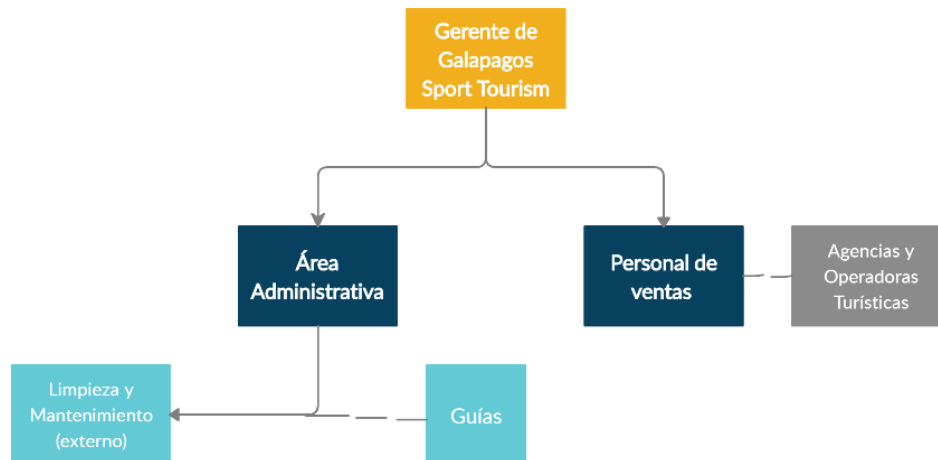 Gerente de
Galapagos
Sport Tourism
Área
Administrativa
Personal de
ventas
Agencias y
Operadoras
Turísticas
Limpieza y
Mantenimiento
(externo)
Guías